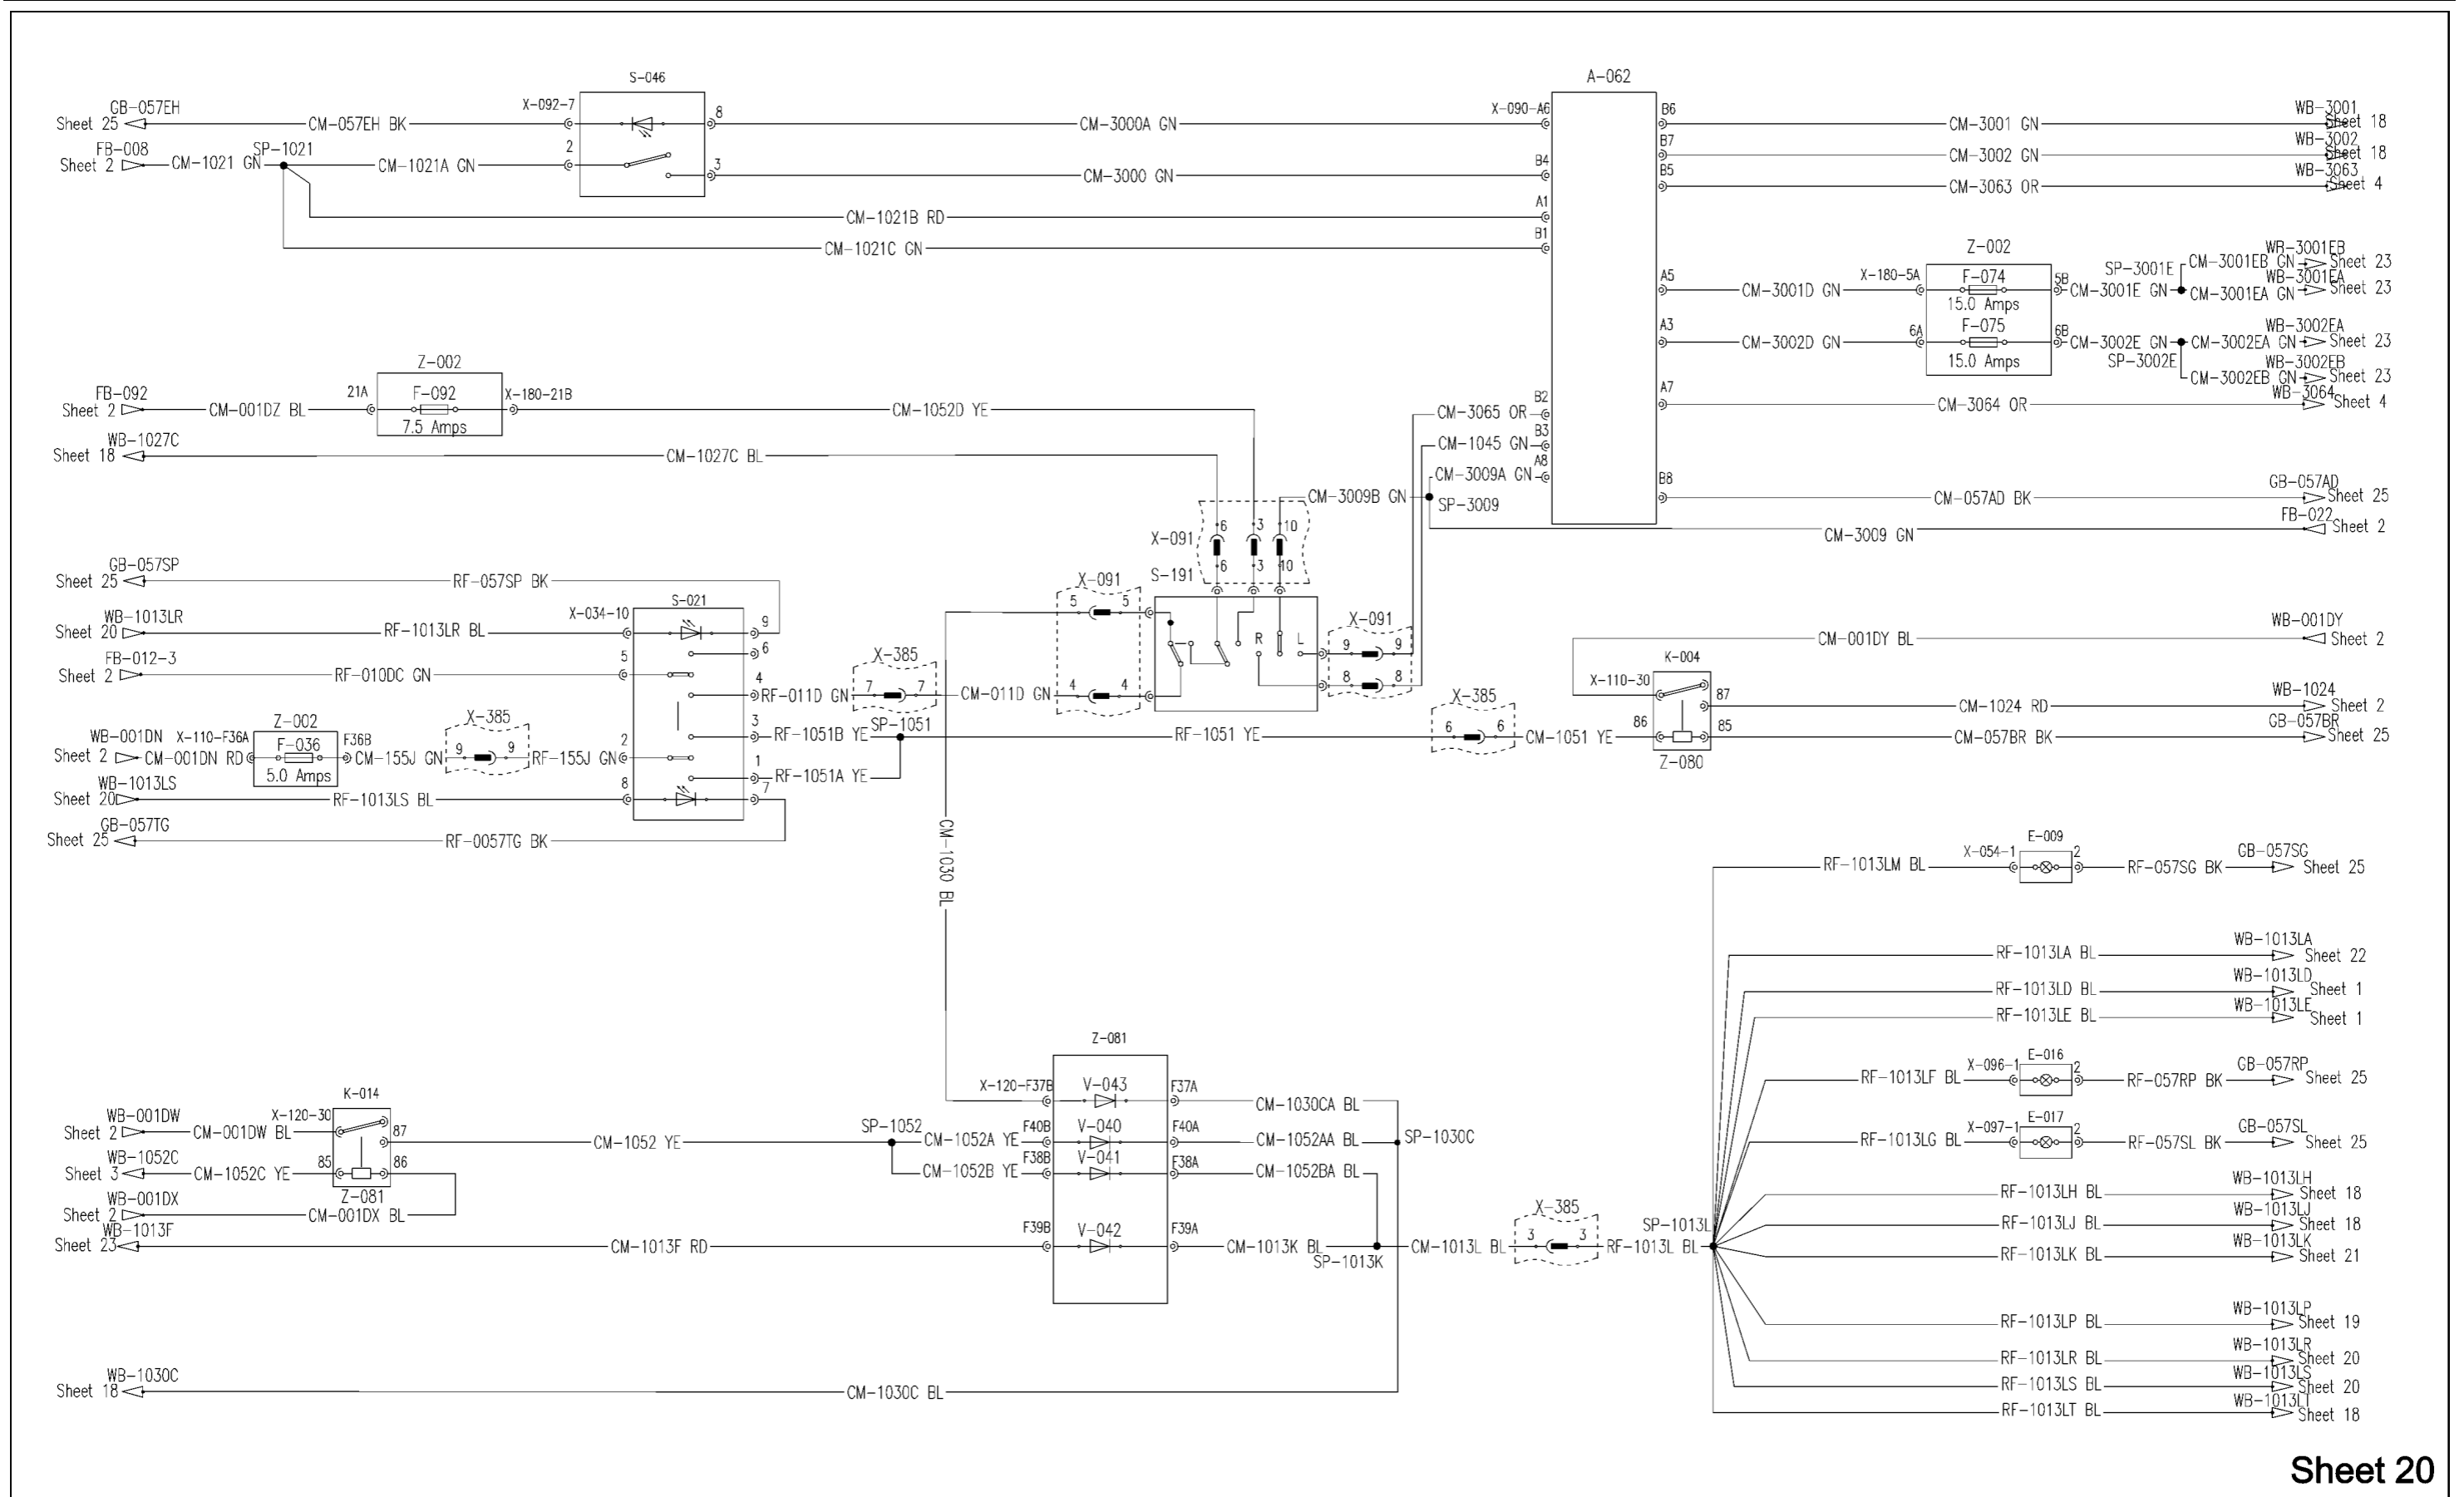 S-046
A-062
GB-057EH
Sheet 25
CM-057EH BK
X-092-7
8
CM-3000A GN
X-090-A6
B6
CM-3001 GN
WB-3001
Sheet 18
FB-008
Sheet 2
CM-1021 GN
SP-1021
CM-1021A GN
2
3
CM-3000 GN
B4
B7
CM-3002 GN
WB-3002
Sheet 18
B5
CM-3063 OR
WB-3063
Sheet 4
CM-1021B RD
A1
CM-1021C GN
B1
Z-002
A5
CM-3001D GN
X-180-5A
F-074
15.0 Amps
5B
CM-3001E GN
SP-3001E
CM-3001EB GN
WB-3001EB
Sheet 23
CM-3001EA GN
WB-3001EA
Sheet 23
A3
CM-3002D GN
6A
F-075
15.0 Amps
6B
CM-3002E GN
SP-3002E
CM-3002EA GN
WB-3002EA
Sheet 23
CM-3002EB GN
WB-3002EB
Sheet 23
A7
CM-3064 OR
WB-3064
Sheet 4
Z-002
FB-092
Sheet 2
CM-001DZ BL
21A
F-092
7.5 Amps
X-180-21B
CM-1052D YE
WB-1027C
Sheet 18
CM-1027C BL
CM-3065 OR
B2
CM-1045 GN
B3
CM-3009A GN
A8
CM-3009B GN
SP-3009
B8
CM-057AD BK
GB-057AD
Sheet 25
CM-3009 GN
FB-022
Sheet 2
X-091
6
3
10
6
3
10
S-191
X-091
5
5
4
4
R
L
X-091
9
9
8
8
GB-057SP
Sheet 25
RF-057SP BK
S-021
WB-1013LR
Sheet 20
RF-1013LR BL
X-034-10
9
6
FB-012-3
Sheet 2
RF-010DC GN
5
4
RF-011D GN
X-385
7
7
CM-011D GN
3
RF-1051B YE
SP-1051
RF-1051 YE
X-385
6
6
CM-1051 YE
WB-001DN
Sheet 2
CM-001DN RD
X-110-F36A
Z-002
F-036
5.0 Amps
F36B
CM-155J GN
X-385
9
9
RF-155J GN
2
1
RF-1051A YE
WB-1013LS
Sheet 20
RF-1013LS BL
8
7
GB-057TG
Sheet 25
RF-0057TG BK
CM-001DY BL
WB-001DY
Sheet 2
K-004
X-110-30
87
CM-1024 RD
WB-1024
Sheet 2
86
85
CM-057BR BK
GB-057BR
Sheet 25
Z-080
CM-1030 BL
E-009
RF-1013LM BL
X-054-1
2
RF-057SG BK
GB-057SG
Sheet 25
RF-1013LA BL
WB-1013LA
Sheet 22
RF-1013LD BL
WB-1013LD
Sheet 1
RF-1013LE BL
WB-1013LE
Sheet 1
E-016
RF-1013LF BL
X-096-1
2
RF-057RP BK
GB-057RP
Sheet 25
E-017
RF-1013LG BL
X-097-1
2
RF-057SL BK
GB-057SL
Sheet 25
RF-1013LH BL
WB-1013LH
Sheet 18
RF-1013LJ BL
WB-1013LJ
Sheet 18
RF-1013LK BL
WB-1013LK
Sheet 21
RF-1013LP BL
WB-1013LP
Sheet 19
RF-1013LR BL
WB-1013LR
Sheet 20
RF-1013LS BL
WB-1013LS
Sheet 20
RF-1013LT BL
WB-1013LT
Sheet 18
Z-081
X-120-F37B
V-043
F37A
CM-1030CA BL
K-014
WB-001DW
Sheet 2
CM-001DW BL
X-120-30
87
CM-1052 YE
SP-1052
CM-1052A YE
F40B
V-040
F40A
CM-1052AA BL
SP-1030C
WB-1052C
Sheet 3
CM-1052C YE
85
86
CM-1052B YE
F38B
V-041
F38A
CM-1052BA BL
Z-081
WB-001DX
Sheet 2
CM-001DX BL
WB-1013F
Sheet 23
CM-1013F RD
F39B
V-042
F39A
CM-1013K BL
SP-1013K
CM-1013L BL
X-385
3
3
RF-1013L BL
SP-1013L
WB-1030C
Sheet 18
CM-1030C BL
Sheet 20